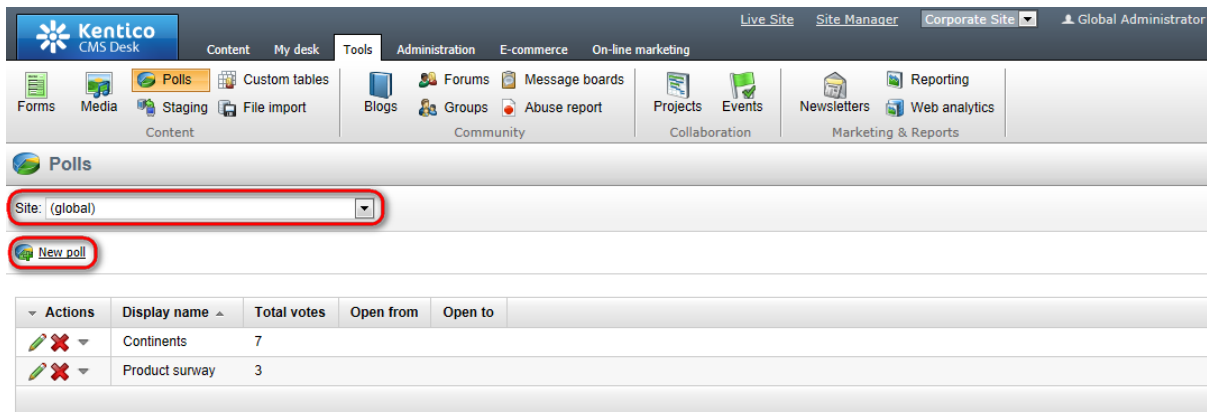 Live Site Site Manager Corporate Site Global Administrator
Kentico
CMS Desk
Content My desk Tools Administration E-commerce On-line marketing
Polls Custom tables Forums Message boards Reporting
Forms Media Staging File import Blogs Groups Abuse report Projects Events Newsletters Web analytics
Content Community Collaboration Marketing & Reports
Polls
Site: (global)
New poll
Actions Display name Total votes Open from Open to
Continents 7
Product surway 3